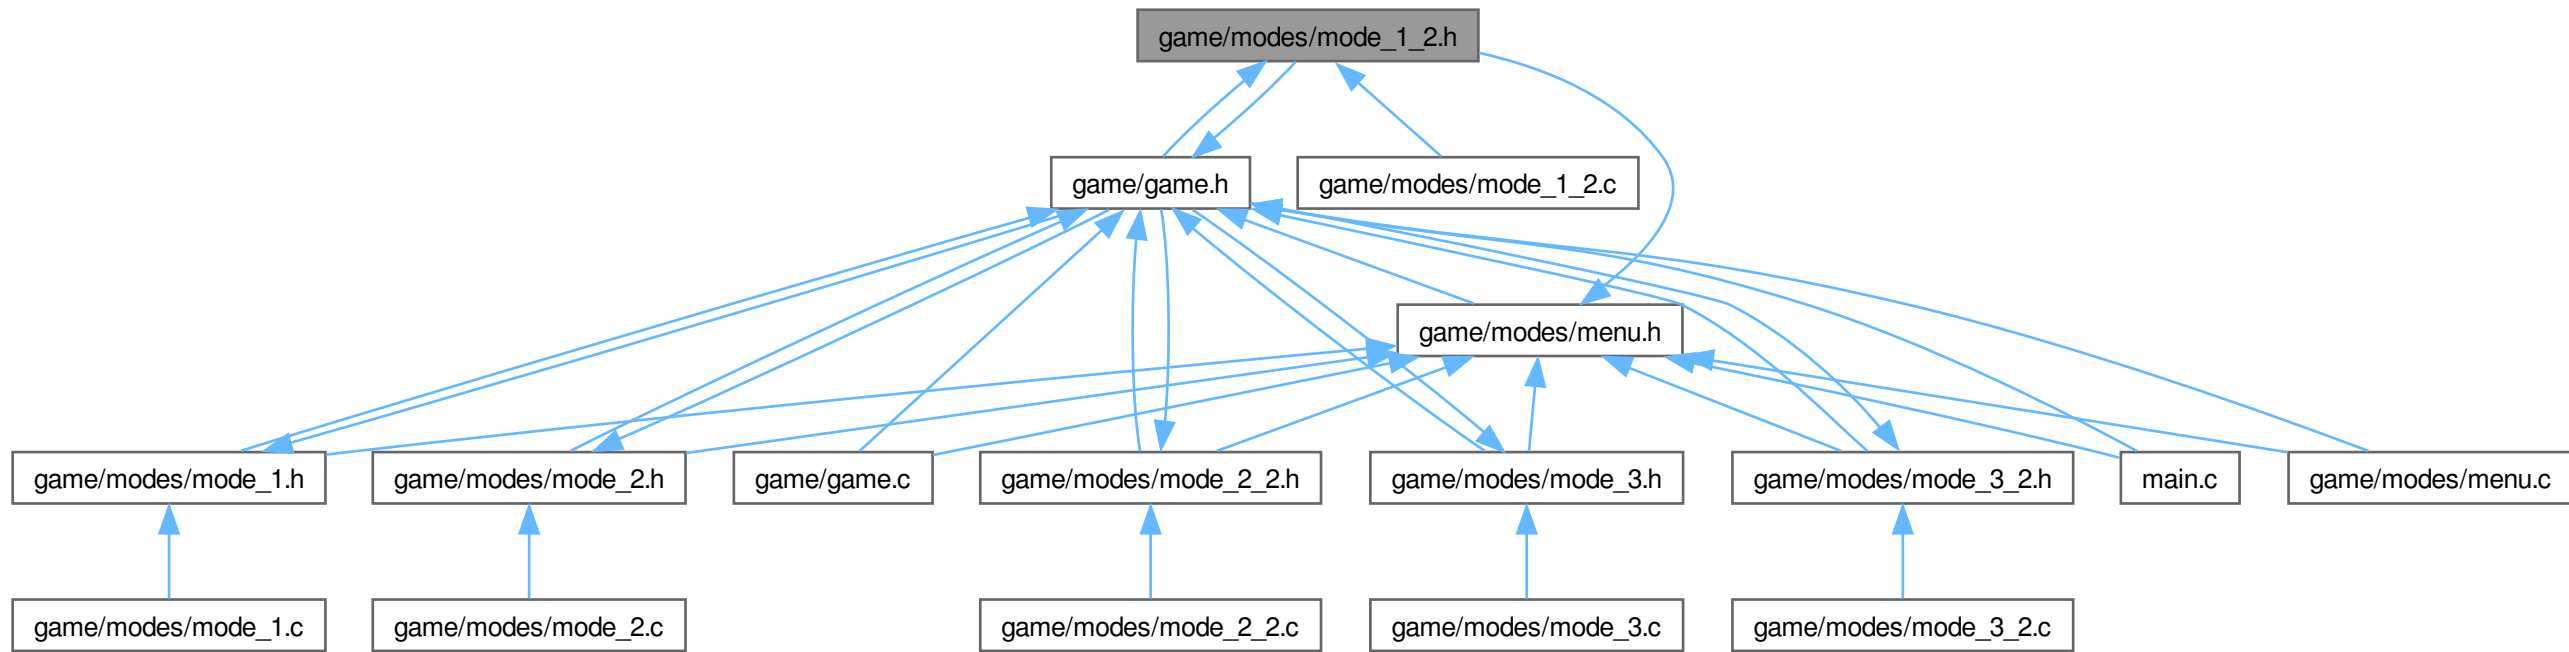 game/modes/mode_1_2.h
game/game.h
game/modes/mode_1_2.c
game/modes/menu.h
game/modes/mode_1.h
game/modes/mode_2.h
game/game.c
game/modes/mode_2_2.h
game/modes/mode_3.h
game/modes/mode_3_2.h
main.c
game/modes/menu.c
game/modes/mode_1.c
game/modes/mode_2.c
game/modes/mode_2_2.c
game/modes/mode_3.c
game/modes/mode_3_2.c